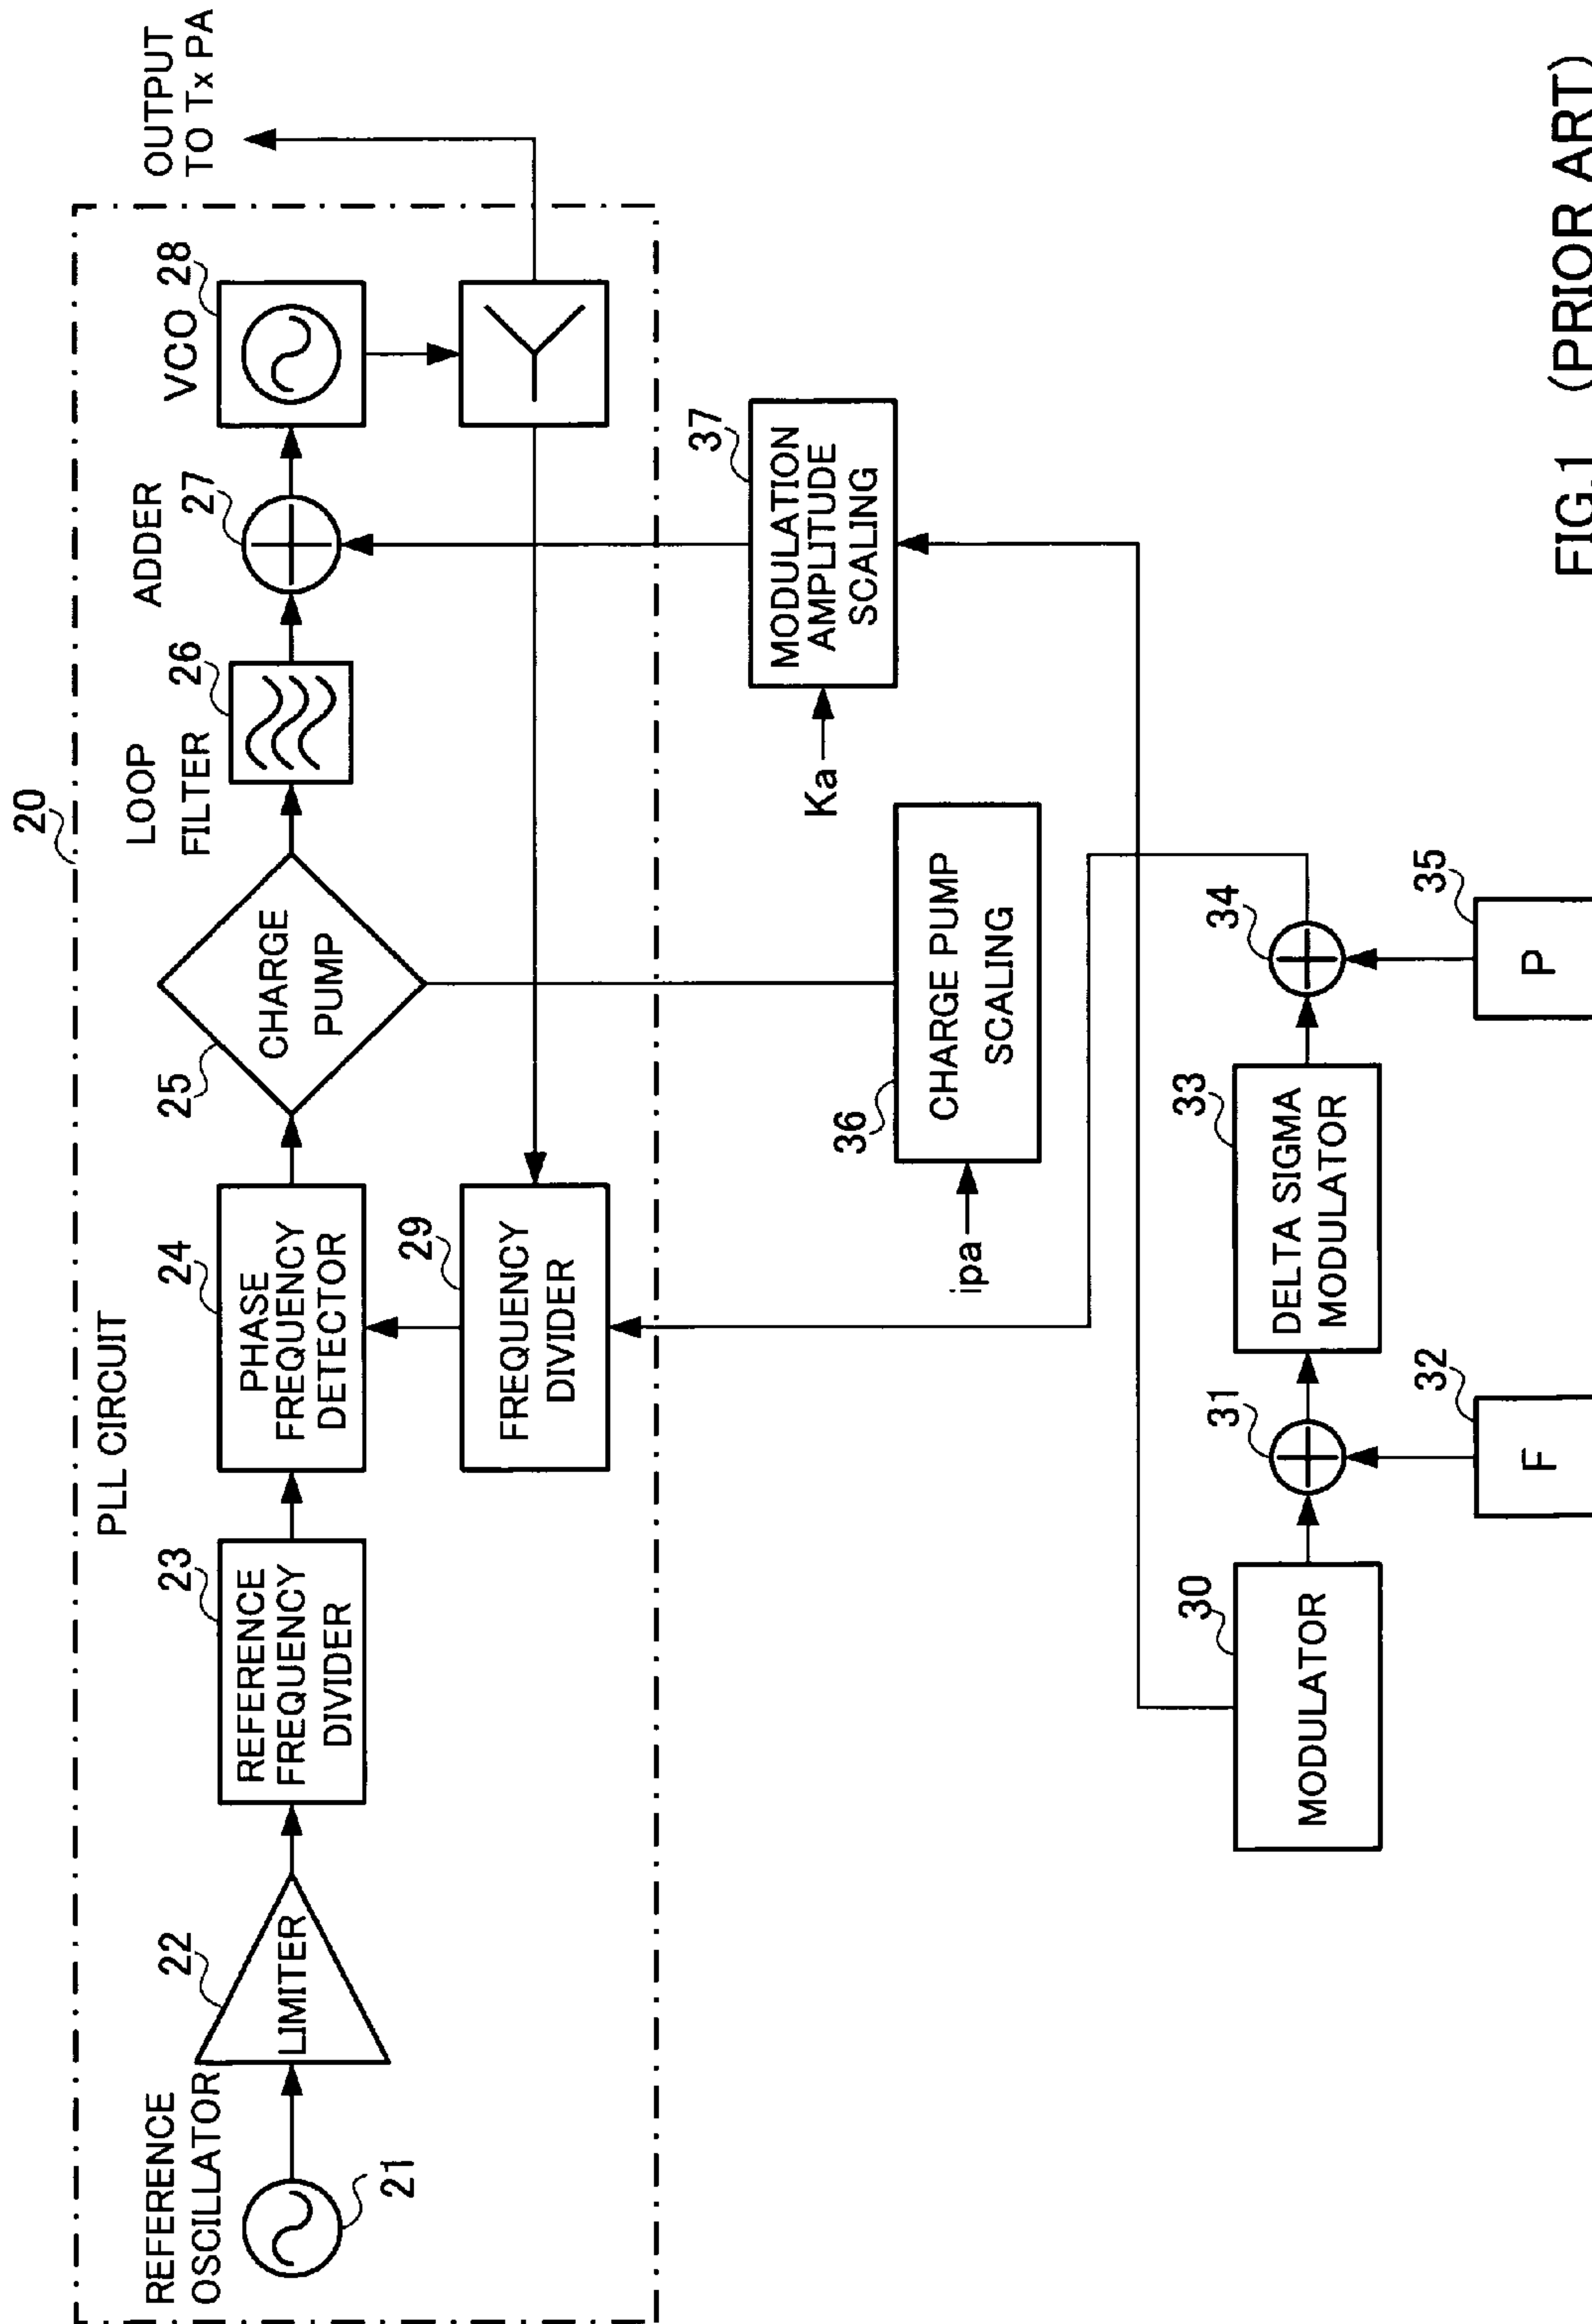 20
PLL CIRCUIT
REFERENCE
OSCILLATOR
21
22
LIMITER
23
REFERENCE
FREQUENCY
DIVIDER
24
PHASE
FREQUENCY
DETECTOR
25
CHARGE
PUMP
LOOP
FILTER
26
ADDER
27
VCO
28
OUTPUT
TO Tx PA
29
FREQUENCY
DIVIDER
36
CHARGE PUMP
SCALING
ipa
37
MODULATION
AMPLITUDE
SCALING
Ka
30
MODULATOR
31
32
F
33
DELTA SIGMA
MODULATOR
34
35
P
FIG.1 (PRIOR ART)